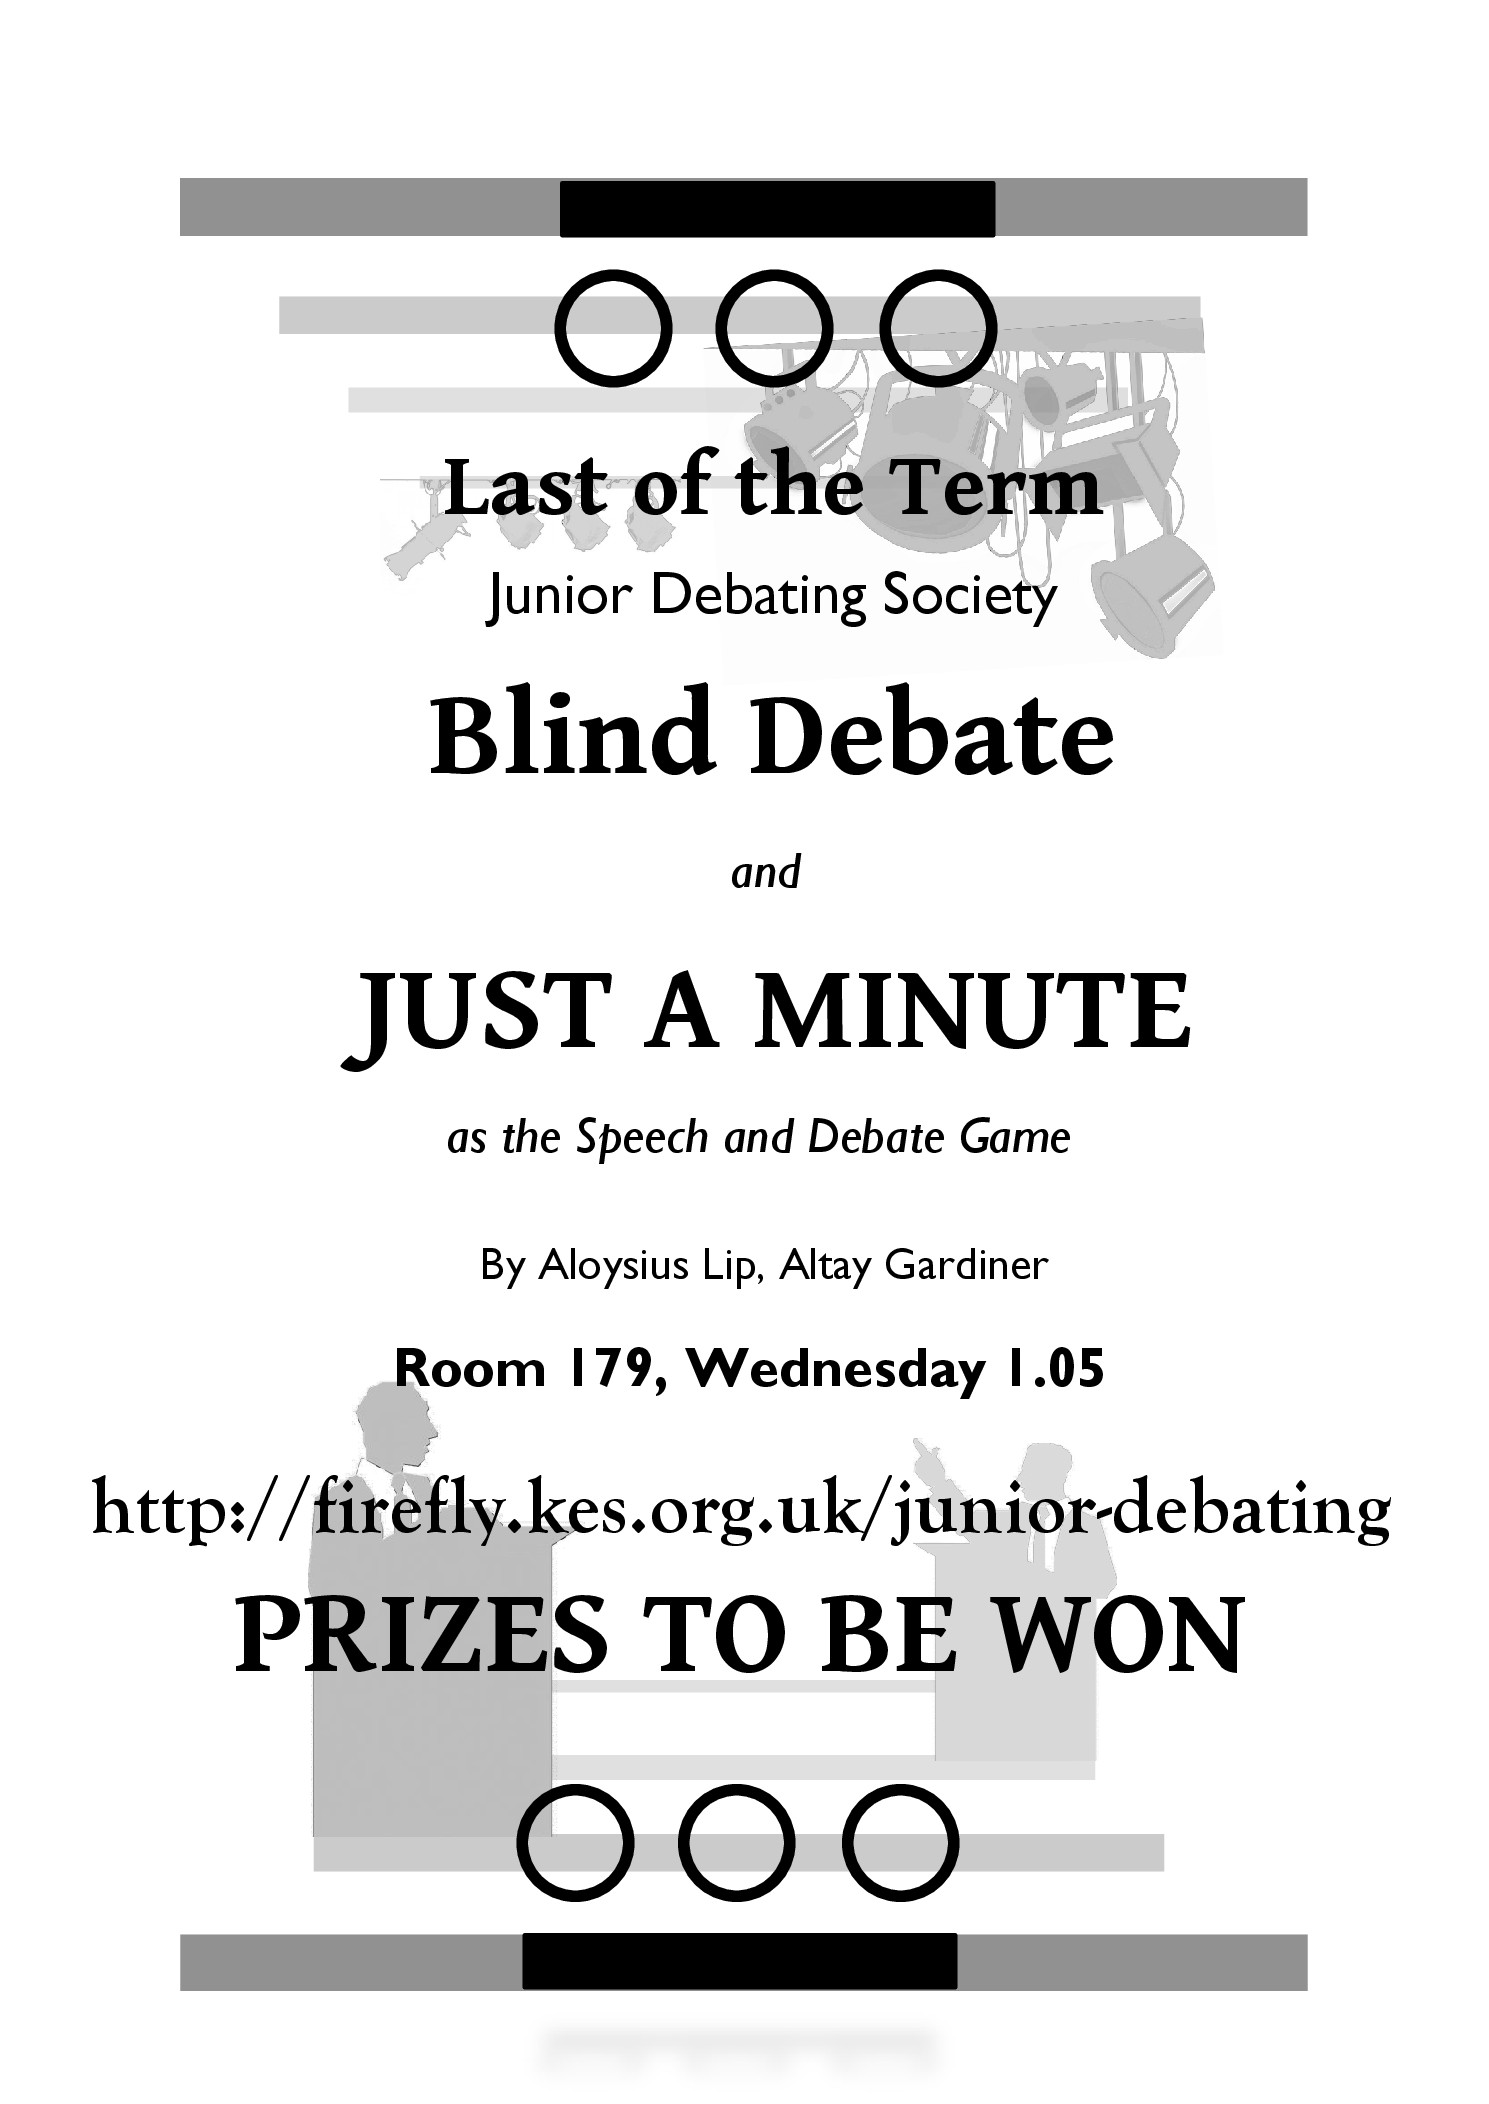 Last of the Term
Junior Debating Society
Blind Debate
and
JUST A MINUTE
as the Speech and Debate Game
By Aloysius Lip, Altay Gardiner
Room 179, Wednesday 1.05
http://firefly.kes.org.uk/junior-debating
PRIZES TO BE WON